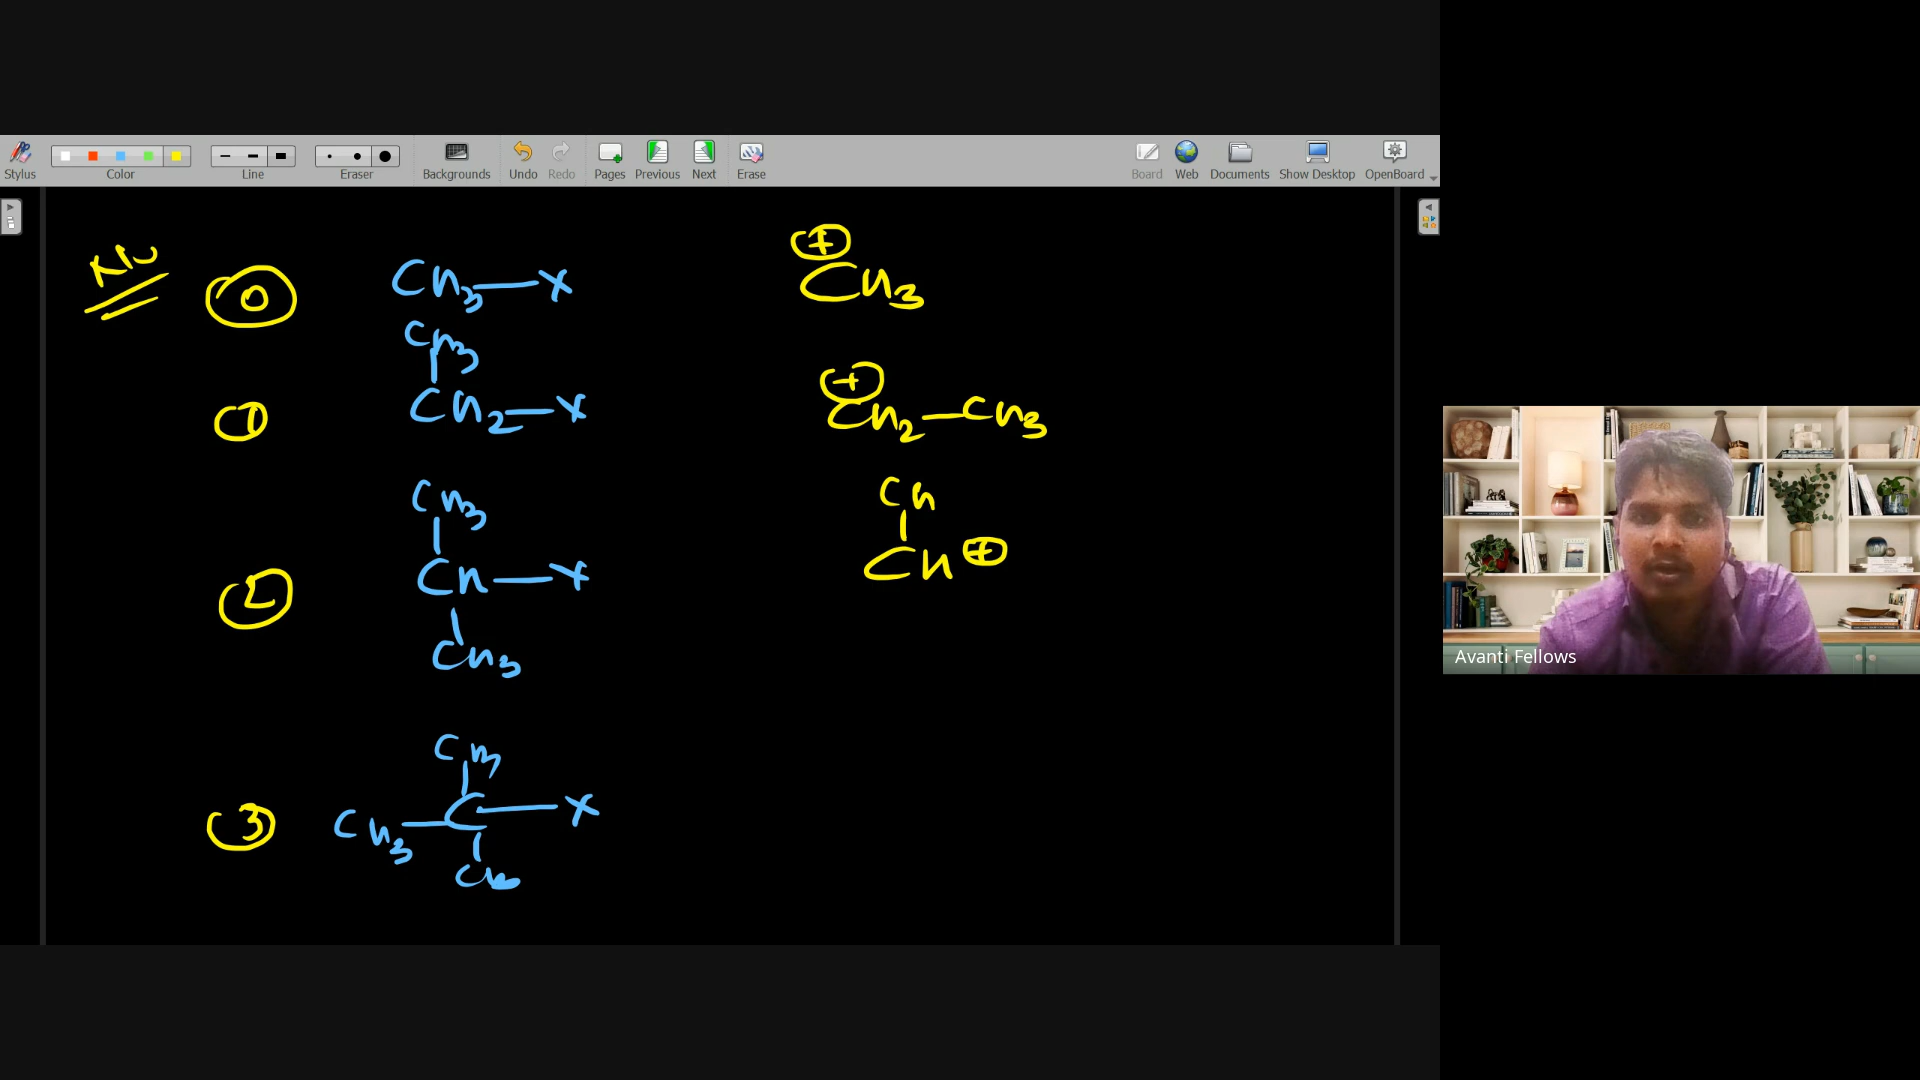 Stylus Color Line Eraser Backgrounds Undo Redo Pages Previous Next Erase Board Web Documents Show Desktop OpenBoard
0 CH3—X ⊕CH3
CH3
1 CH2—X ⊕CH2—CH3
CH3 CH
2 CH—X CH⊕
CH3
CH3
3 CH3—C—X
Avanti Fellows